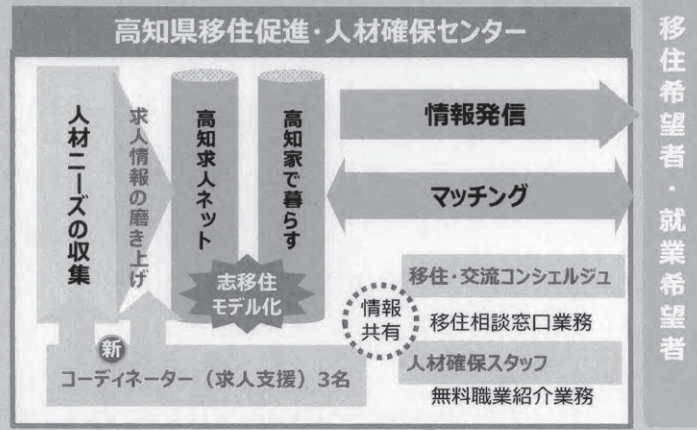 高知県移住促進・人材確保センター
人材ニーズの収集
求人情報の磨き上げ
高知求人ネット
高知家で暮らす
志移住
モデル化
情報発信
マッチング
情報
共有
移住・交流コンシェルジュ
移住相談窓口業務
人材確保スタッフ
無料職業紹介業務
新
コーディネーター（求人支援）3名
移住希望者・就業希望者